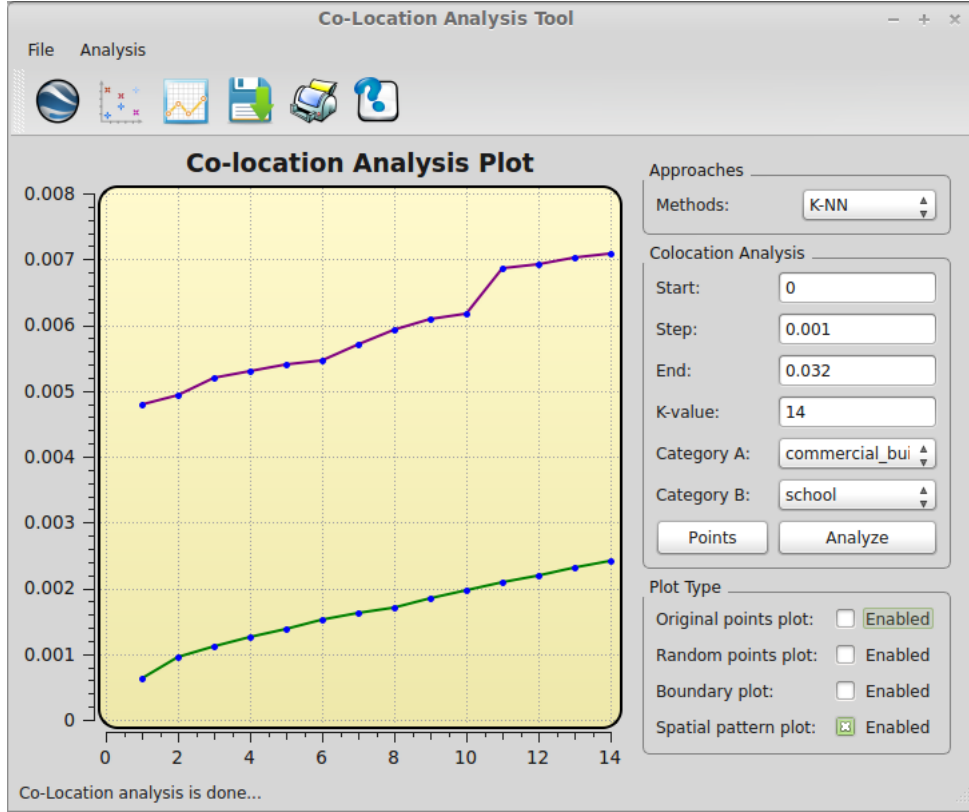 Co-Location Analysis Tool
File Analysis
Co-location Analysis Plot
0.008
0.007
0.006
0.005
0.004
0.003
0.002
0.001
0
0 2 4 6 8 10 12 14
Approaches
Methods: K-NN
Colocation Analysis
Start: 0
Step: 0.001
End: 0.032
K-value: 14
Category A: commercial_bui
Category B: school
Points Analyze
Plot Type
Original points plot: Enabled
Random points plot: Enabled
Boundary plot: Enabled
Spatial pattern plot: Enabled
Co-Location analysis is done...